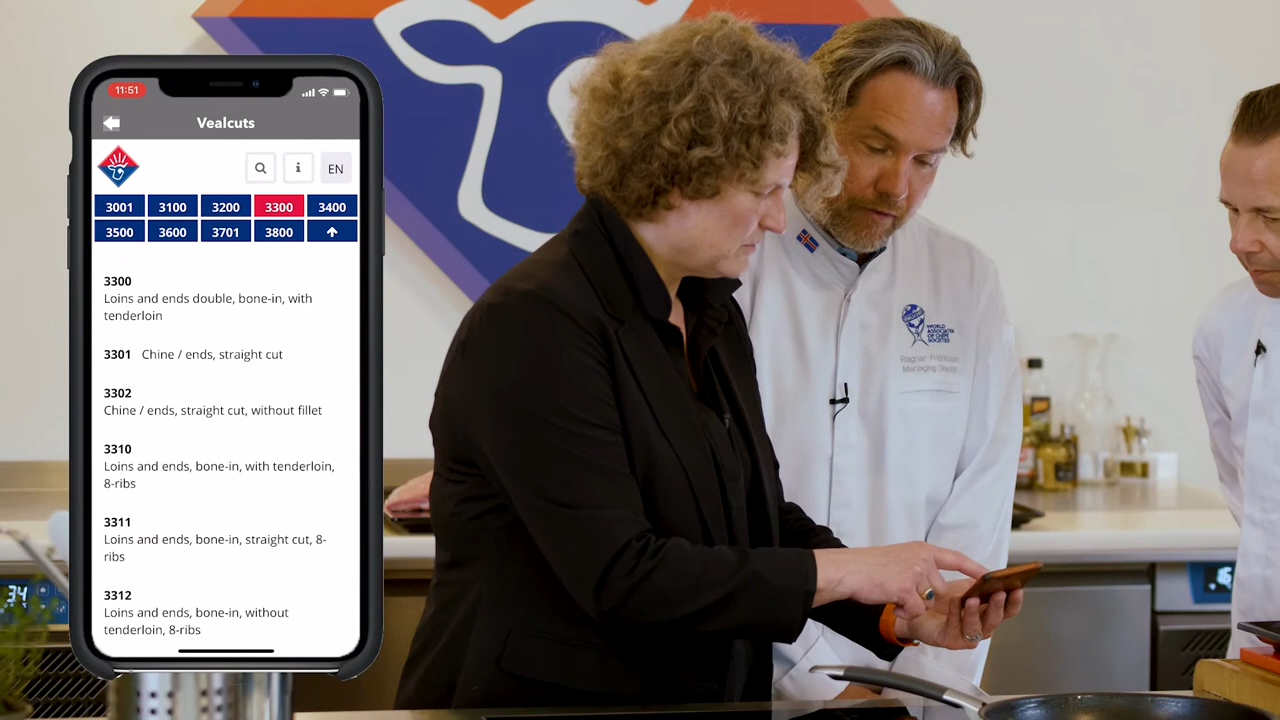 11:51
Vealcuts
i
EN
3001 3100 3200 3300 3400
3500 3600 3701 3800
3300
Loins and ends double, bone-in, with
tenderloin
3301 Chine / ends, straight cut
3302
Chine / ends, straight cut, without fillet
3310
Loins and ends, bone-in, with tenderloin,
8-ribs
3311
Loins and ends, bone-in, straight cut, 8-
ribs
3312
Loins and ends, bone-in, without
tenderloin, 8-ribs
WORLD
ASSOCIATION
OF CHEFS
SOCIETIES
Managing Director
34